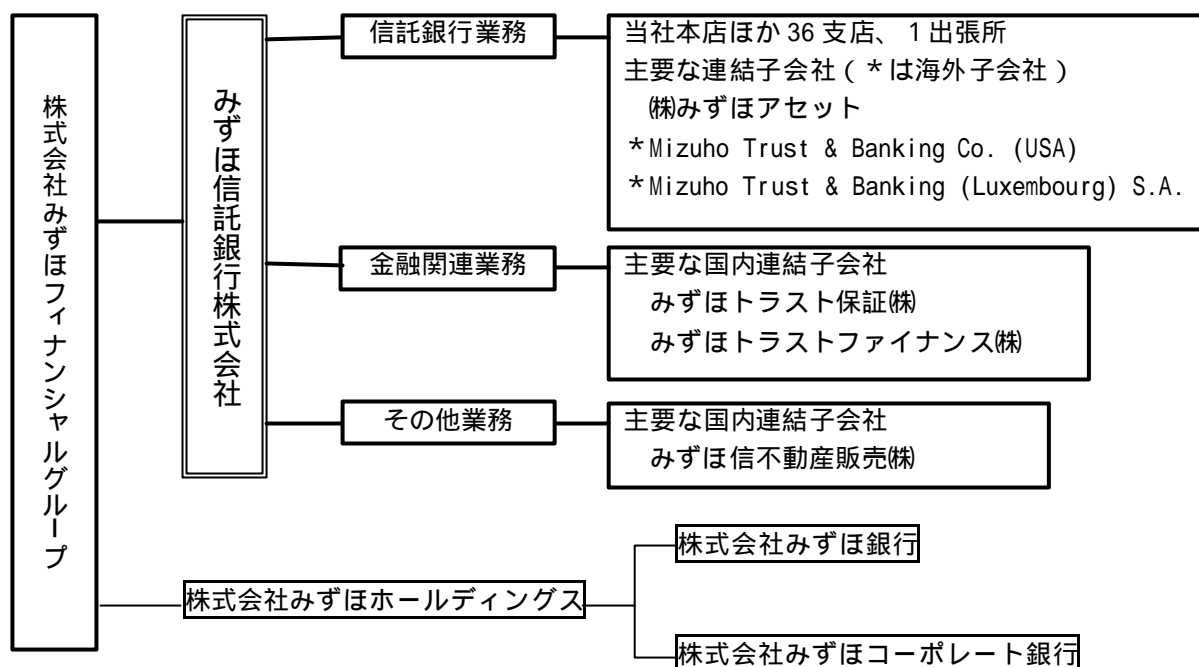 株式会社みずほフィナンシャルグループ
みずほ信託銀行株式会社
信託銀行業務
当社本店ほか 36 支店、1 出張所
主要な連結子会社（*は海外子会社）
㈱みずほアセット
*Mizuho Trust & Banking Co. (USA)
*Mizuho Trust & Banking (Luxembourg) S.A.
金融関連業務
主要な国内連結子会社
みずほトラスト保証㈱
みずほトラストファイナンス㈱
その他業務
主要な国内連結子会社
みずほ信不動産販売㈱
株式会社みずほホールディングス
株式会社みずほ銀行
株式会社みずほコーポレート銀行